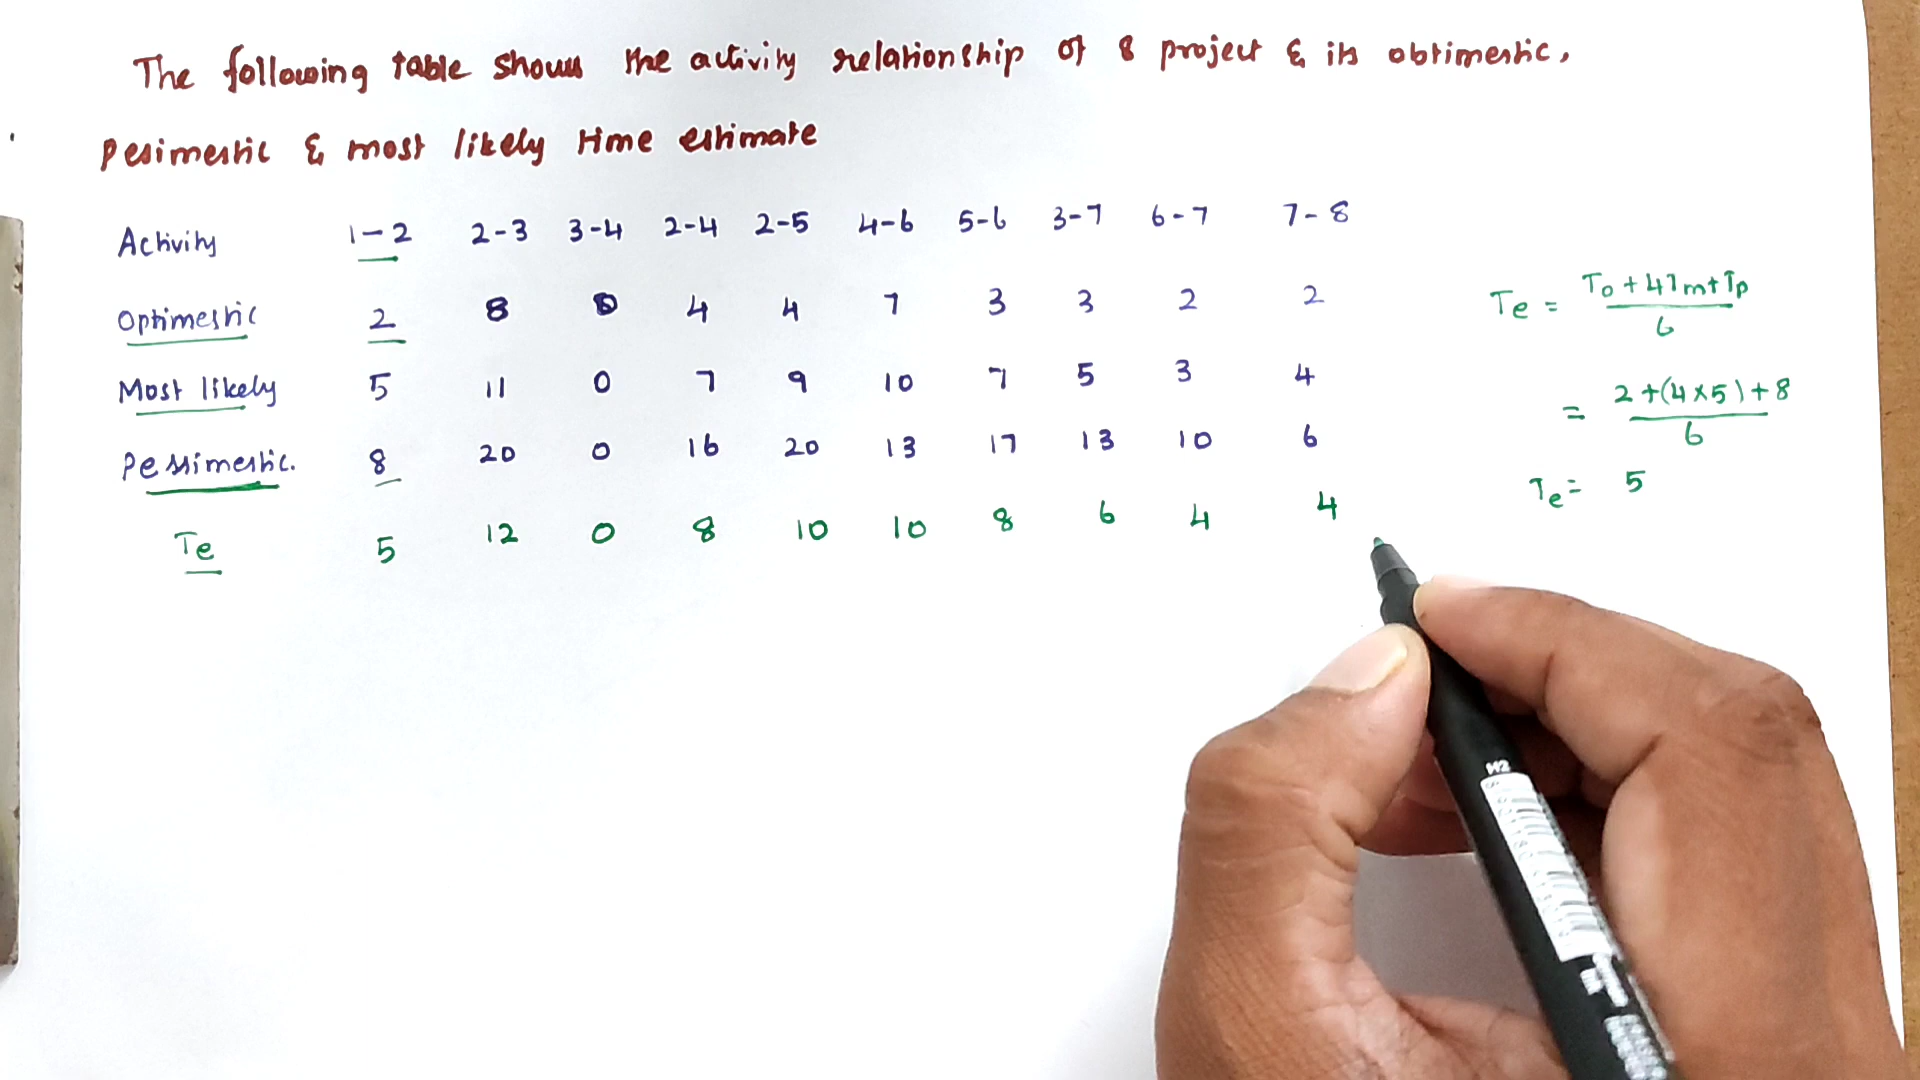 The following table shows the activity relationship of 8 project & its obtimestic,
Pesimestic & most likely time estimate
Activity 1-2 2-3 3-4 2-4 2-5 4-6 5-6 3-7 6-7 7-8
Optimestic 2 8 0 4 4 7 3 3 2 2
Most likely 5 11 0 7 9 10 7 5 3 4
Pessimestic. 8 20 0 16 20 13 17 13 10 6
Te 5 12 0 8 10 10 8 6 4 4
Te = To + 4Tm + Tp
6
= 2 + (4 × 5) + 8
6
Te = 5
M2